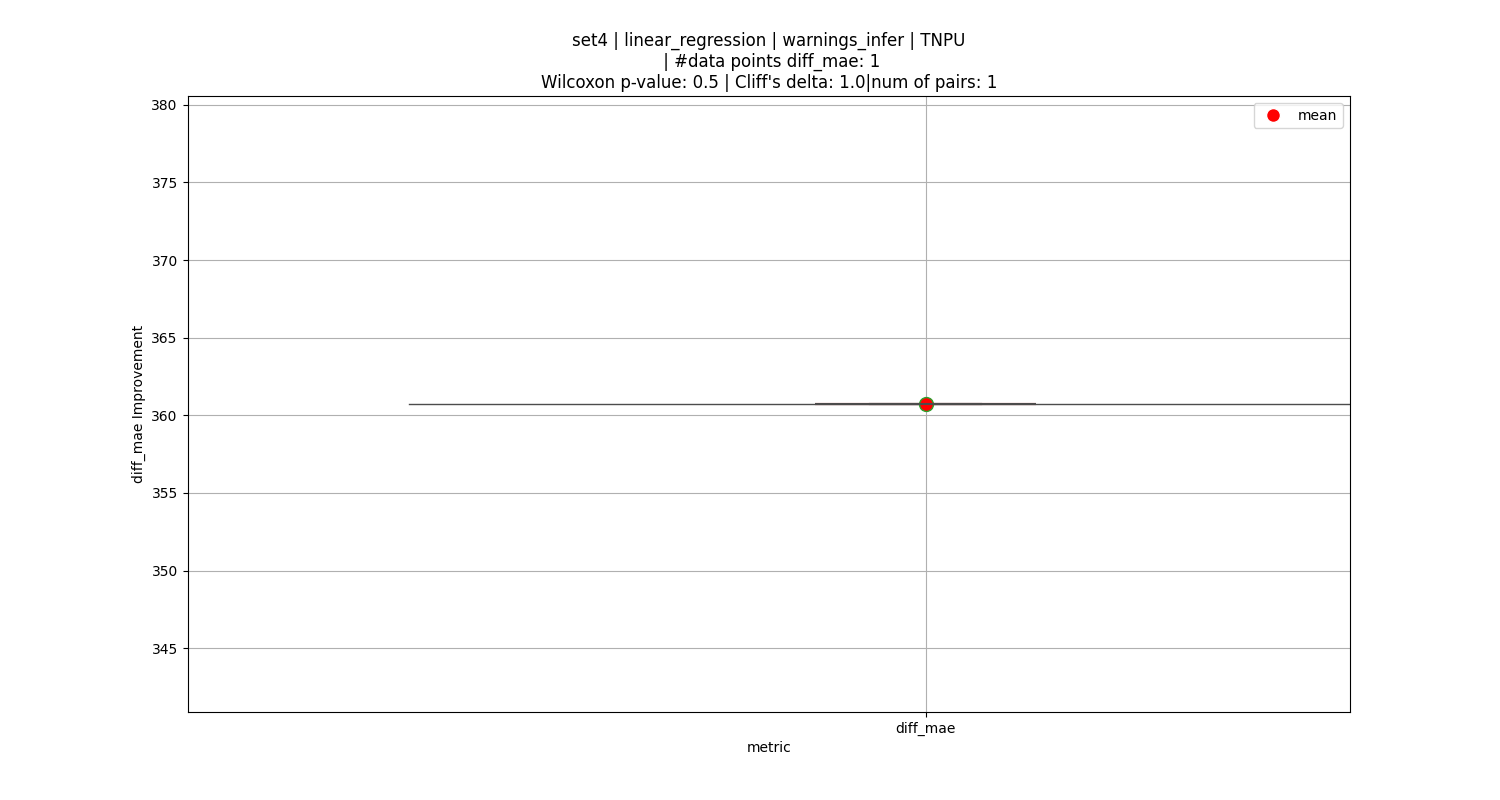 set4 | linear_regression | warnings_infer | TNPU
| #data points diff_mae: 1
Wilcoxon p-value: 0.5 | Cliff's delta: 1.0|num of pairs: 1
mean
380
375
370
365
360
355
350
345
diff_mae Improvement
diff_mae
metric